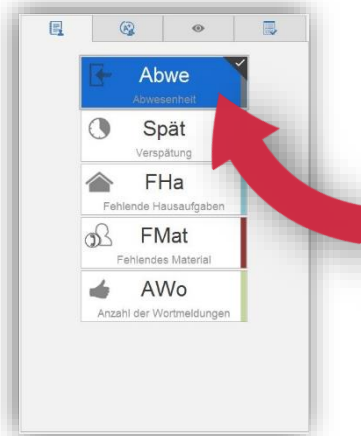 Abwe
Abwesenheit
Spät
Verspätung
FHa
Fehlende Hausaufgaben
FMat
Fehlendes Material
AWo
Anzahl der Wortmeldungen